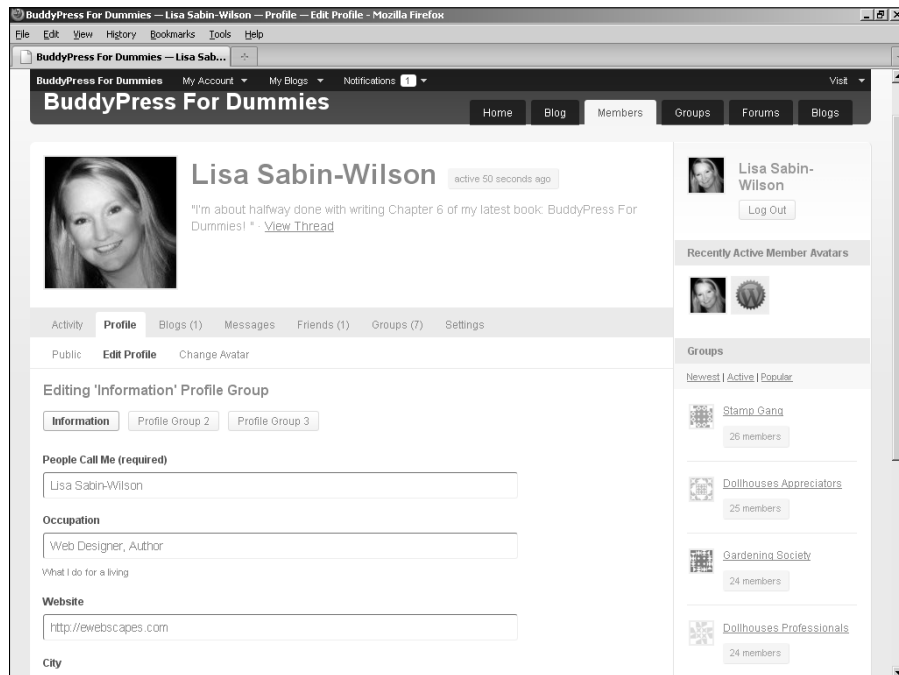 BuddyPress For Dummies — Lisa Sabin-Wilson — Profile — Edit Profile - Mozilla Firefox
File Edit View History Bookmarks Tools Help
BuddyPress For Dummies — Lisa Sab...
BuddyPress For Dummies My Account My Blogs Notifications 1 Visit
BuddyPress For Dummies
Home Blog Members Groups Forums Blogs
Lisa Sabin-Wilson active 50 seconds ago
"I'm about halfway done with writing Chapter 6 of my latest book: BuddyPress For
Dummies! " · View Thread
Activity Profile Blogs (1) Messages Friends (1) Groups (7) Settings
Public Edit Profile Change Avatar
Editing 'Information' Profile Group
Information Profile Group 2 Profile Group 3
People Call Me (required)
Lisa Sabin-Wilson
Occupation
Web Designer, Author
What I do for a living
Website
http://ewebscapes.com
City
Lisa Sabin-
Wilson
Log Out
Recently Active Member Avatars
Groups
Newest | Active | Popular
Stamp Gang
26 members
Dollhouses Appreciators
25 members
Gardening Society
24 members
Dollhouses Professionals
24 members